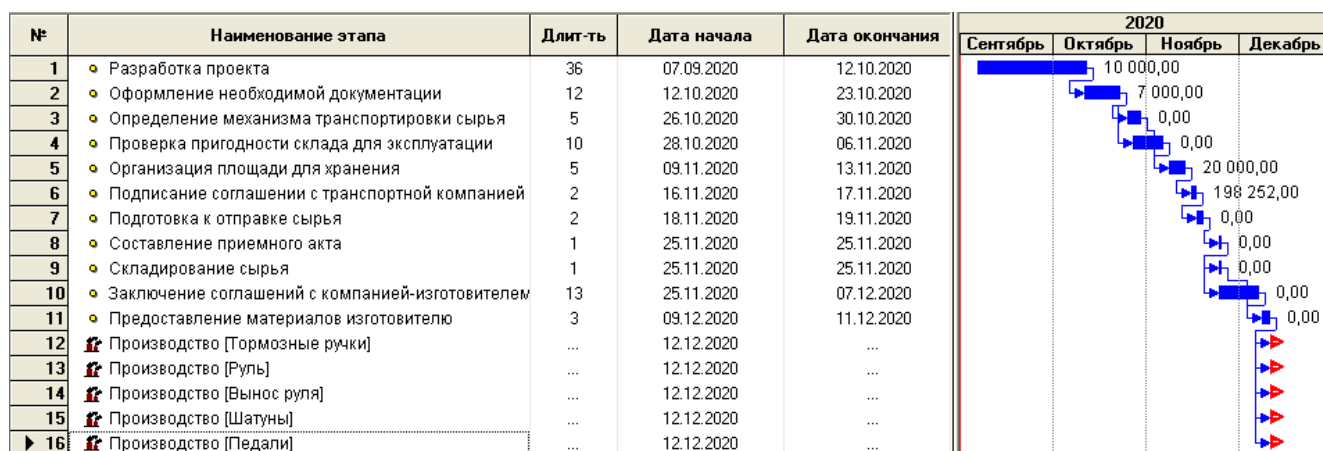 № Наименование этапа Длит-ть Дата начала Дата окончания 2020
Сентябрь Октябрь Ноябрь Декабрь
1 Разработка проекта 36 07.09.2020 12.10.2020 10 000,00
2 Оформление необходимой документации 12 12.10.2020 23.10.2020 7 000,00
3 Определение механизма транспортировки сырья 5 26.10.2020 30.10.2020 0,00
4 Проверка пригодности склада для эксплуатации 10 28.10.2020 06.11.2020 0,00
5 Организация площади для хранения 5 09.11.2020 13.11.2020 20 000,00
6 Подписание соглашении с транспортной компанией 2 16.11.2020 17.11.2020 198 252,00
7 Подготовка к отправке сырья 2 18.11.2020 19.11.2020 0,00
8 Составление приемного акта 1 25.11.2020 25.11.2020 0,00
9 Складирование сырья 1 25.11.2020 25.11.2020 0,00
10 Заключение соглашений с компанией-изготовителем 13 25.11.2020 07.12.2020 0,00
11 Предоставление материалов изготовителю 3 09.12.2020 11.12.2020 0,00
12 Производство [Тормозные ручки] ... 12.12.2020 ...
13 Производство [Руль] ... 12.12.2020 ...
14 Производство [Вынос руля] ... 12.12.2020 ...
15 Производство [Шатуны] ... 12.12.2020 ...
16 Производство [Педали] ... 12.12.2020 ...